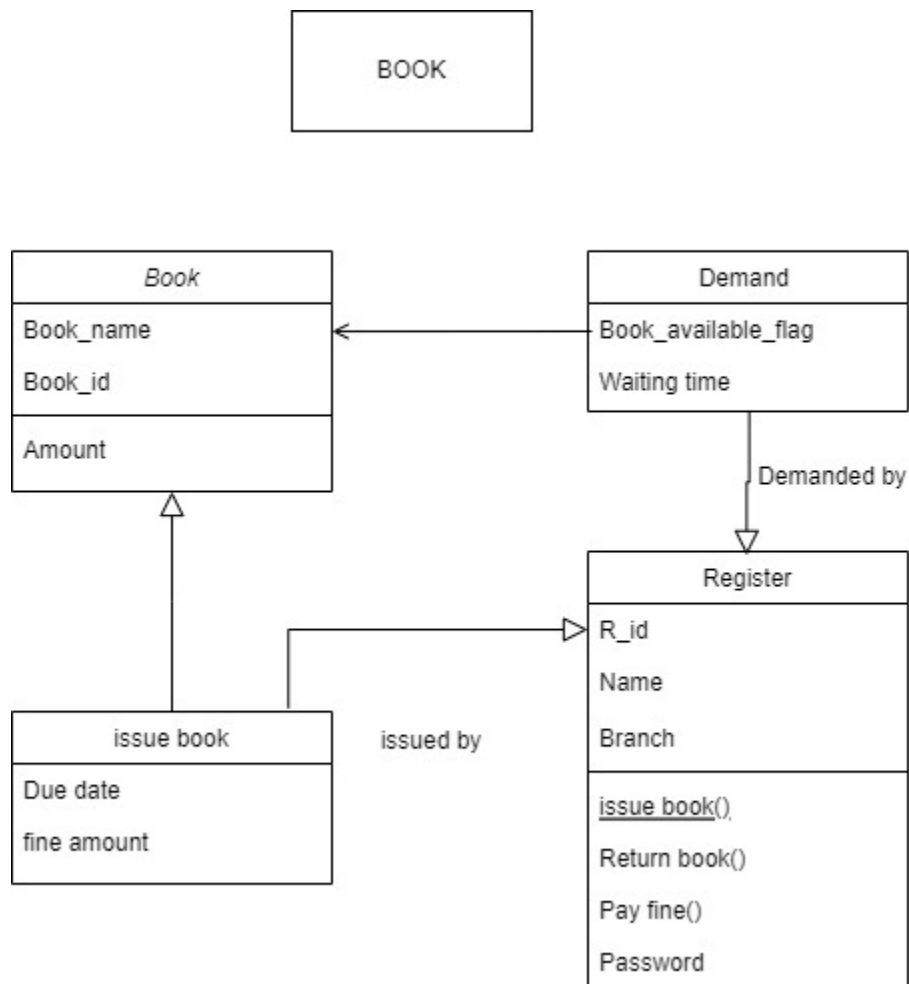 BOOK
Book
Book_name
Book_id
Amount
Demand
Book_available_flag
Waiting time
Demanded by
Register
R_id
Name
Branch
issue book()
Return book()
Pay fine()
Password
issued by
issue book
Due date
fine amount